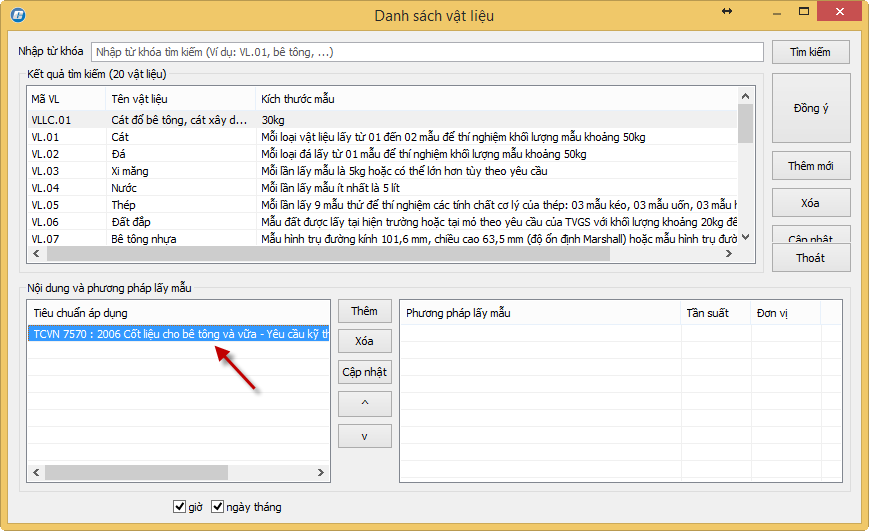 Danh sách vật liệu
Nhập từ khóa Nhập từ khóa tìm kiếm (Ví dụ: VL.01, bê tông, ...) Tìm kiếm
Kết quả tìm kiếm (20 vật liệu)
Mã VL Tên vật liệu Kích thước mẫu
VLLC.01 Cát đổ bê tông, cát xây d... 30kg
VL.01 Cát Mỗi loại vật liệu lấy từ 01 đến 02 mẫu để thí nghiệm khối lượng mẫu khoảng 50kg
VL.02 Đá Mỗi loại đá lấy từ 01 mẫu để thí nghiệm khối lượng mẫu khoảng 50kg
VL.03 Xi măng Mỗi lần lấy mẫu là 5kg hoặc có thể lớn hơn tùy theo yêu cầu
VL.04 Nước Mỗi lần lấy mẫu ít nhất là 5 lít
VL.05 Thép Mỗi lần lấy 9 mẫu thử để thí nghiệm các tính chất cơ lý của thép: 03 mẫu kéo, 03 mẫu uốn, 03 mẫu h
VL.06 Đất đắp Mẫu đất được lấy tại hiện trường hoặc tại mỏ theo yêu cầu của TVGS với khối lượng khoảng 20kg để
VL.07 Bê tông nhựa Mẫu hình trụ đường kính 101,6 mm, chiều cao 63,5 mm (độ ổn định Marshall) hoặc mẫu hình trụ đườn
Đồng ý
Thêm mới
Xóa
Cập nhật
Thoát
Nội dung và phương pháp lấy mẫu
Tiêu chuẩn áp dụng
TCVN 7570 : 2006 Cốt liệu cho bê tông và vữa - Yêu cầu kỹ th
Thêm
Xóa
Cập nhật
^
v
Phương pháp lấy mẫu Tần suất Đơn vị
giờ ngày tháng